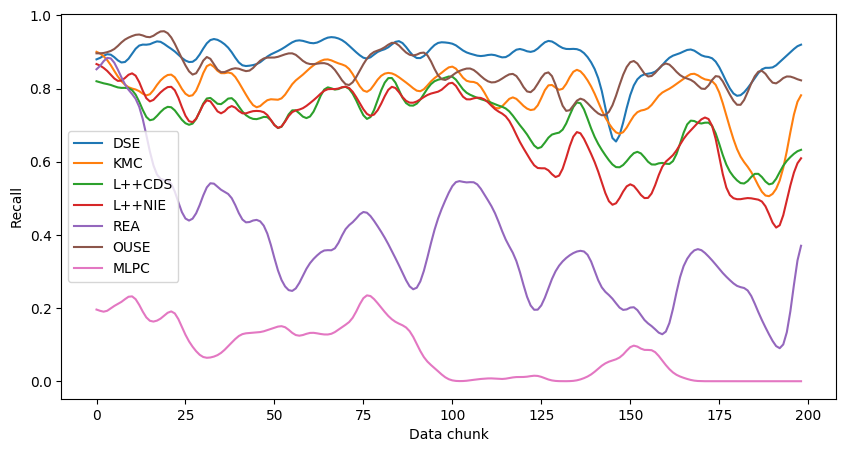 1.0
0.8
0.6
0.4
0.2
0.0
Recall
DSE
KMC
L++CDS
L++NIE
REA
OUSE
MLPC
0 25 50 75 100 125 150 175 200
Data chunk